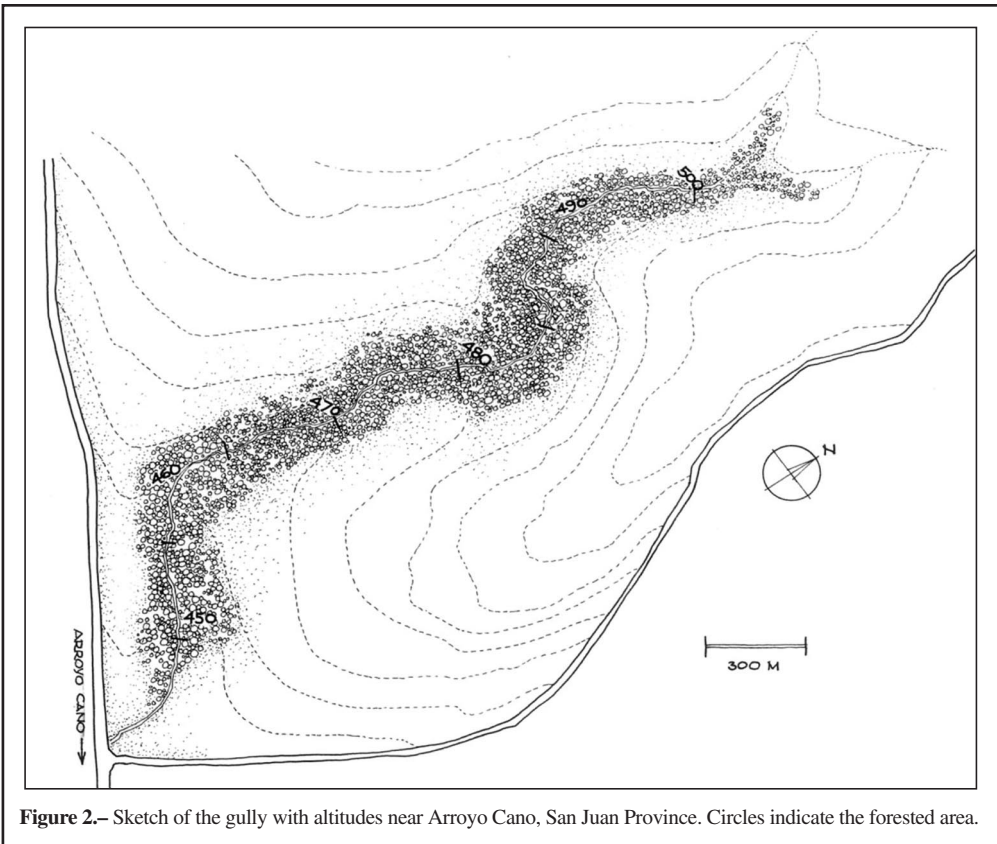 500
490
480
470
460
450
N
ARROYO CANO →
300 M
Figure 2.– Sketch of the gully with altitudes near Arroyo Cano, San Juan Province. Circles indicate the forested area.